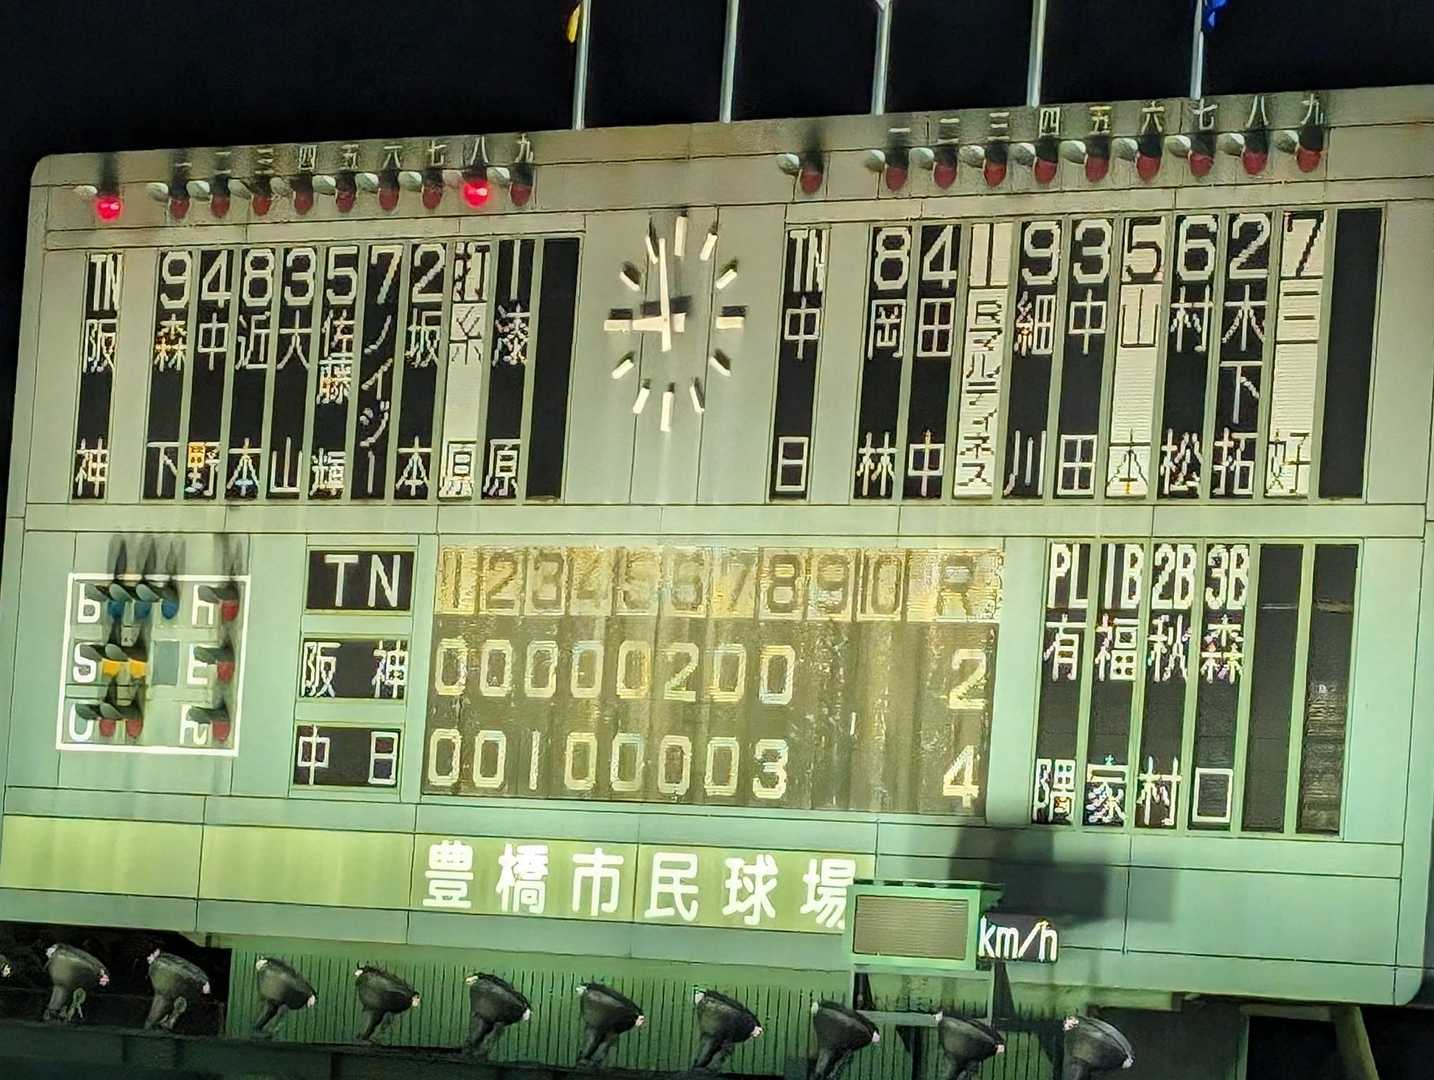 一 二 三 四 五 六 七 八 九
一 二 三 四 五 六 七 八 九
TN 阪神
9 森下
4 中野
8 近本
3 大山
5 佐藤輝
7 ノイジー
2 坂本
打 糸原
1 漆原
TN 中日
8 岡林
4 田中
1 Rマルティネス
9 細川
3 中田
5 山本
6 村松
2 木下拓
7 三好
b h
S E
O Fc
TN 1 2 3 4 5 6 7 8 9 10 R
阪神 0 0 0 0 0 2 0 0 2
中日 0 0 1 0 0 0 0 3 4
PL 有隅
1B 福家
2B 秋村
3B 森口
豊橋市民球場
km/h